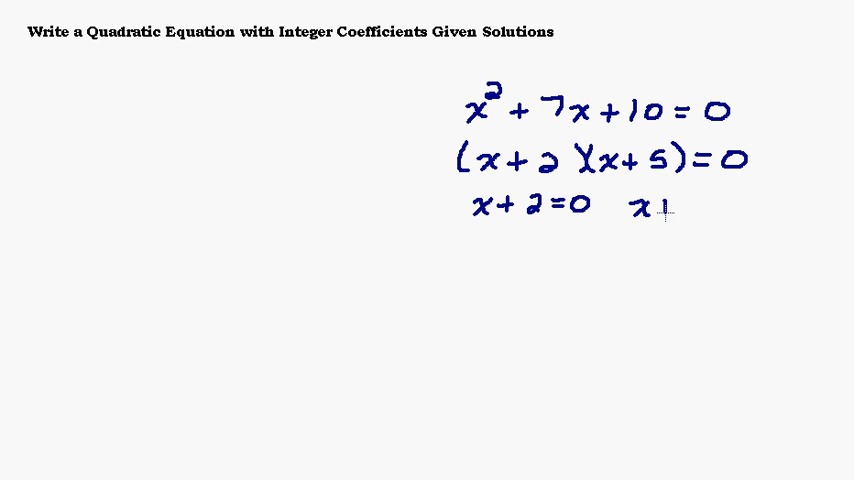 Write a Quadratic Equation with Integer Coefficients Given Solutions
x² + 7x + 10 = 0
(x + 2)(x + 5) = 0
x + 2 = 0 x +